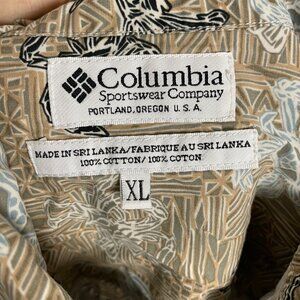 Columbia
Sportswear Company
PORTLAND, OREGON U. S. A.
MADE IN SRI LANKA/FABRIQUE AU SRI LANKA
100% COTTON/100% COTON
XL